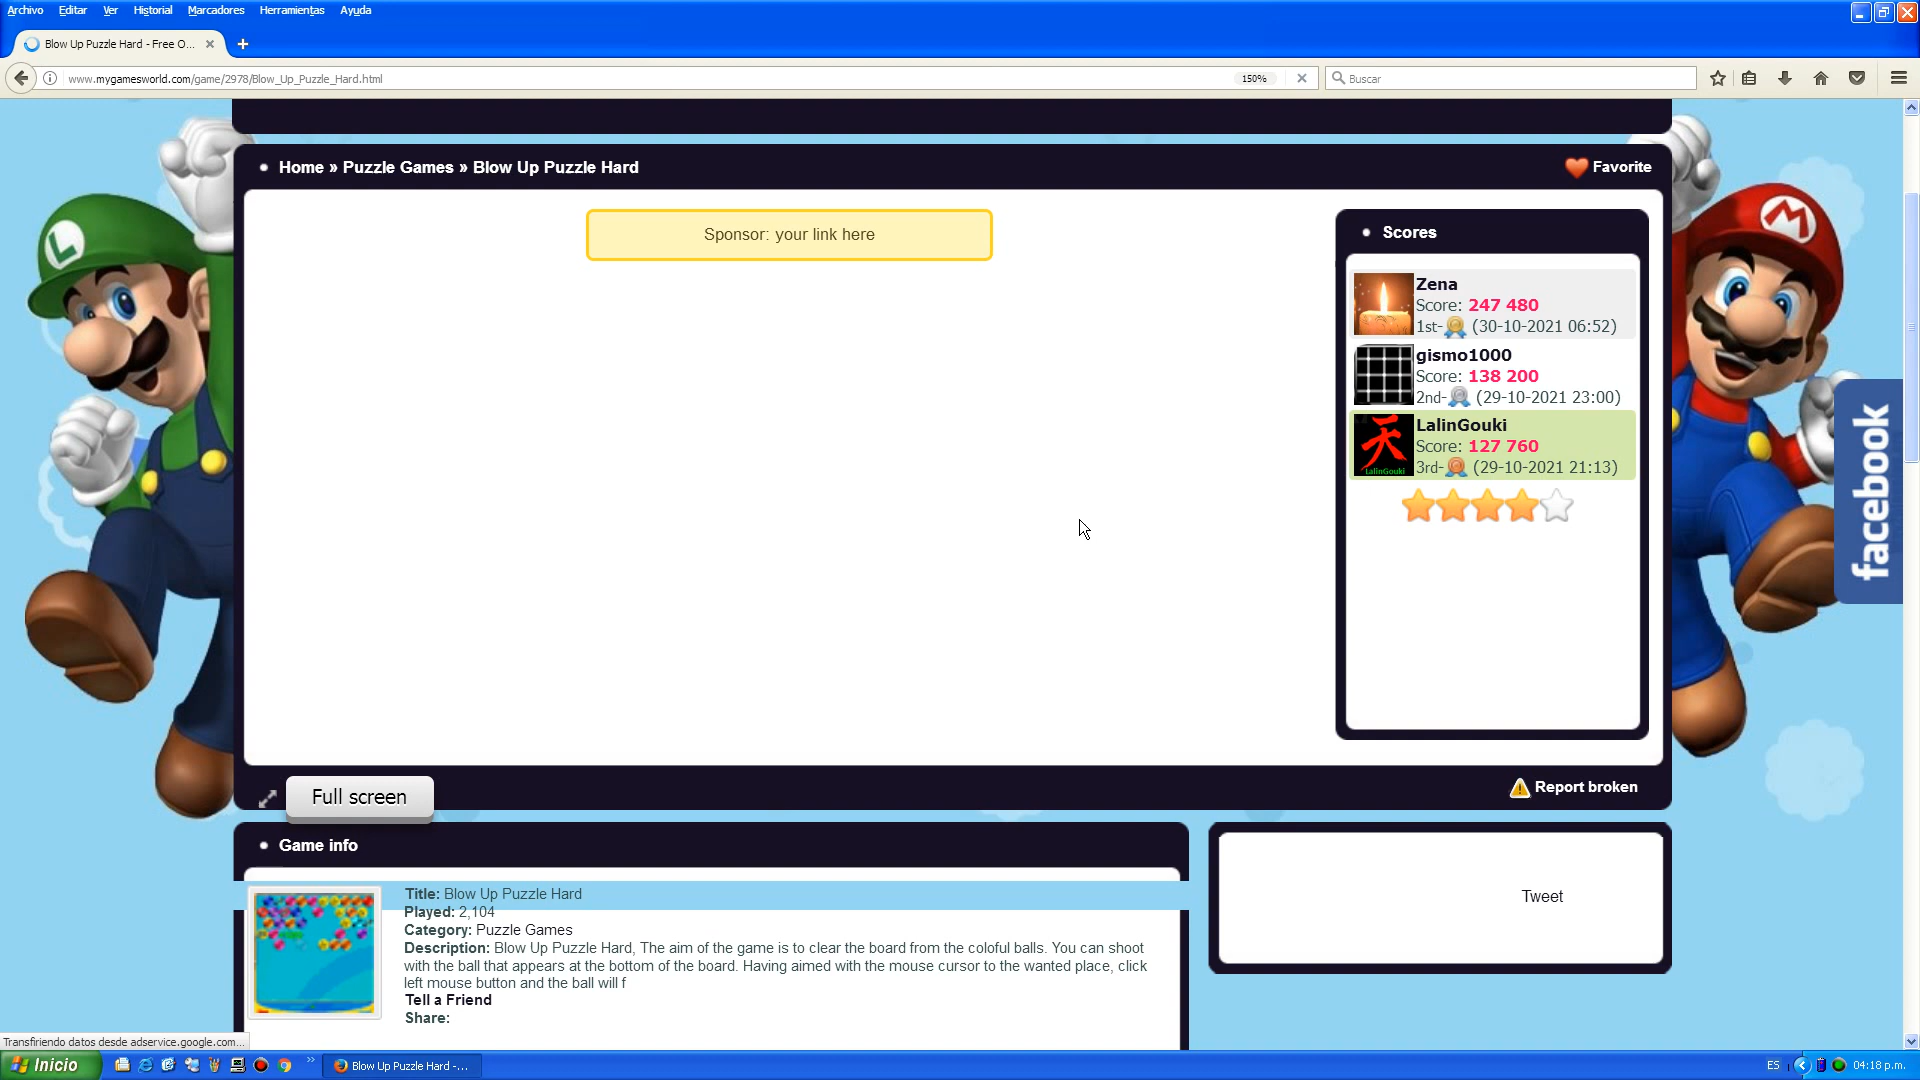 Archivo Editar Ver Historial Marcadores Herramientas Ayuda
Blow Up Puzzle Hard - Free O...
www.mygamesworld.com/game/2978/Blow_Up_Puzzle_Hard.html
150%
Buscar
Home » Puzzle Games » Blow Up Puzzle Hard
Favorite
Sponsor: your link here
Scores
Zena
Score: 247 480
1st- (30-10-2021 06:52)
gismo1000
Score: 138 200
2nd- (29-10-2021 23:00)
LalinGouki
Score: 127 760
3rd- (29-10-2021 21:13)
天
LalinGouki
L
M
facebook
Full screen
Report broken
Game info
Title: Blow Up Puzzle Hard
Played: 2,104
Category: Puzzle Games
Description: Blow Up Puzzle Hard, The aim of the game is to clear the board from the coloful balls. You can shoot
with the ball that appears at the bottom of the board. Having aimed with the mouse cursor to the wanted place, click
left mouse button and the ball will f
Tell a Friend
Share:
Tweet
Transfiriendo datos desde adservice.google.com...
Inicio
Blow Up Puzzle Hard -...
ES
04:18 p.m.